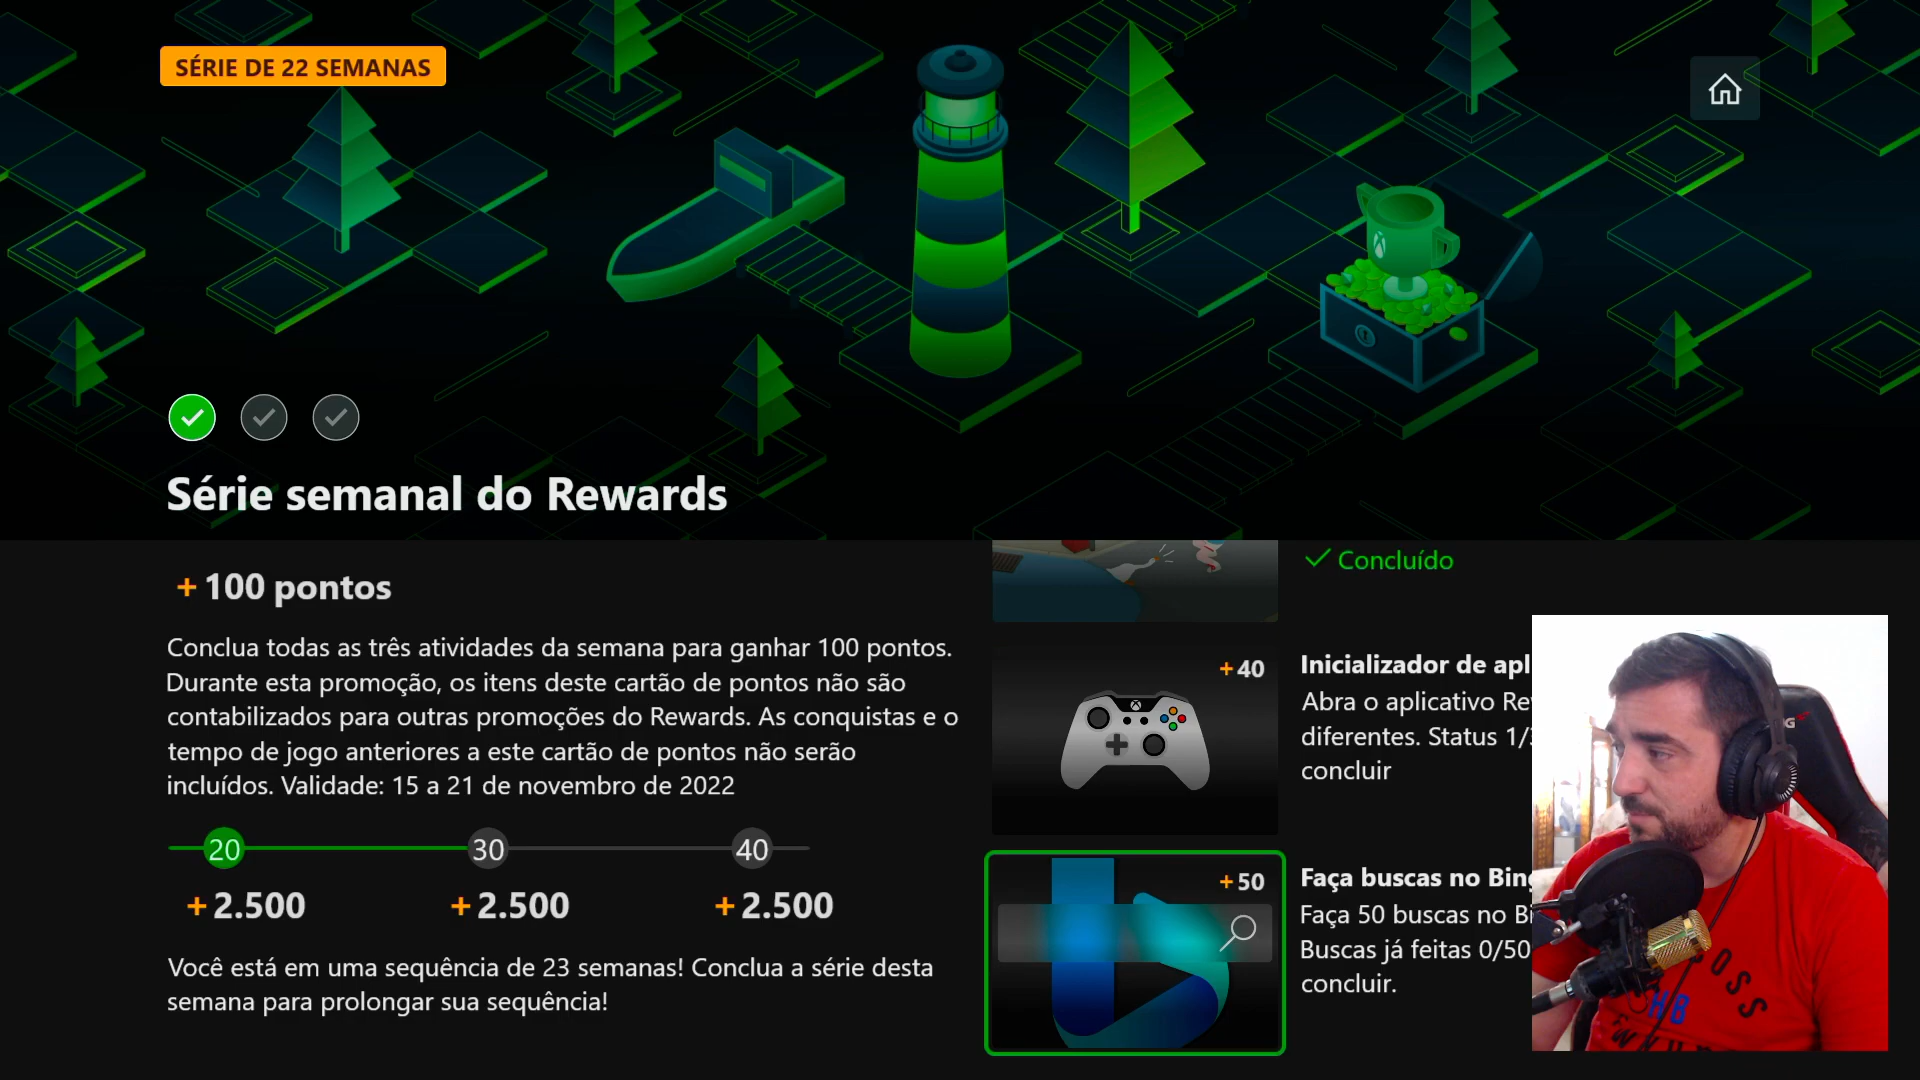 SÉRIE DE 22 SEMANAS
Série semanal do Rewards
+ 100 pontos
Conclua todas as três atividades da semana para ganhar 100 pontos.
Durante esta promoção, os itens deste cartão de pontos não são
contabilizados para outras promoções do Rewards. As conquistas e o
tempo de jogo anteriores a este cartão de pontos não serão
incluídos. Validade: 15 a 21 de novembro de 2022
20 30 40
+ 2.500 + 2.500 + 2.500
Você está em uma sequência de 23 semanas! Conclua a série desta
semana para prolongar sua sequência!
Concluído
+40
Inicializador de apl
Abra o aplicativo Re
diferentes. Status 1/
concluir
+50
Faça buscas no Bing
Faça 50 buscas no Bi
Buscas já feitas 0/50
concluir.
OSS
HB